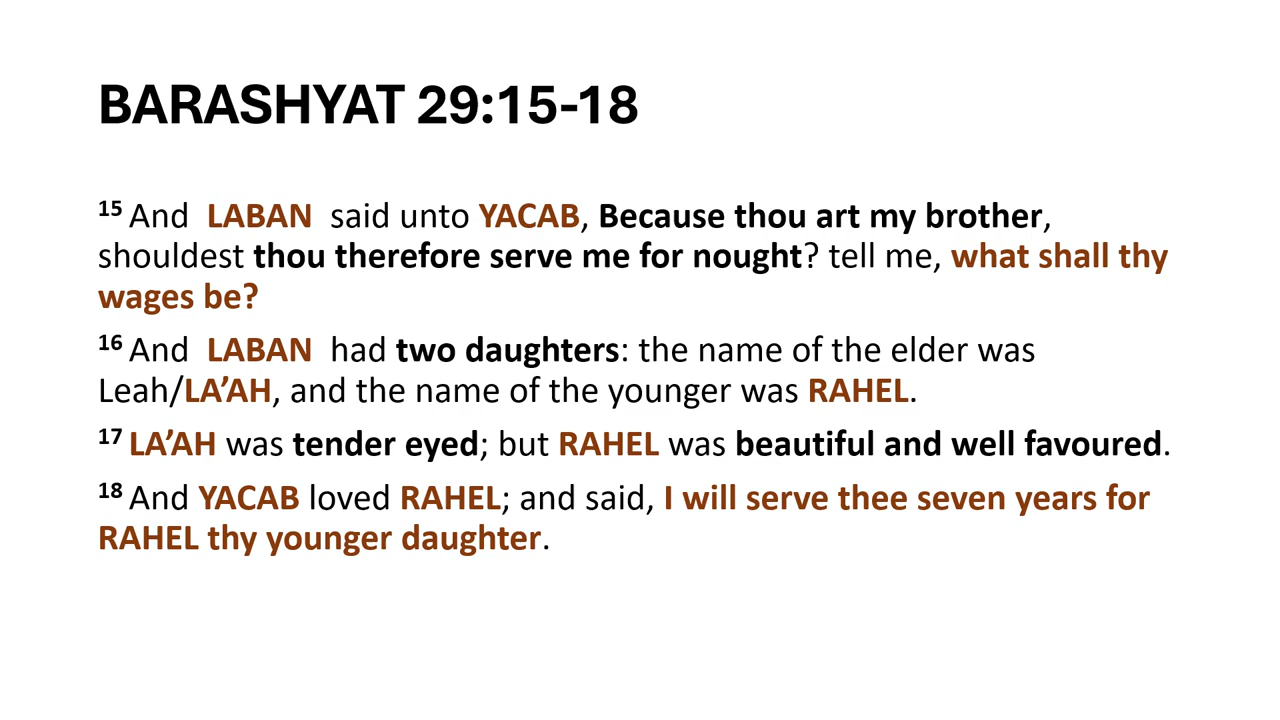 BARASHYAT 29:15-18
15 And LABAN said unto YACAB, Because thou art my brother,
shouldest thou therefore serve me for nought? tell me, what shall thy
wages be?
16 And LABAN had two daughters: the name of the elder was
Leah/LA’AH, and the name of the younger was RAHEL.
17 LA’AH was tender eyed; but RAHEL was beautiful and well favoured.
18 And YACAB loved RAHEL; and said, I will serve thee seven years for
RAHEL thy younger daughter.